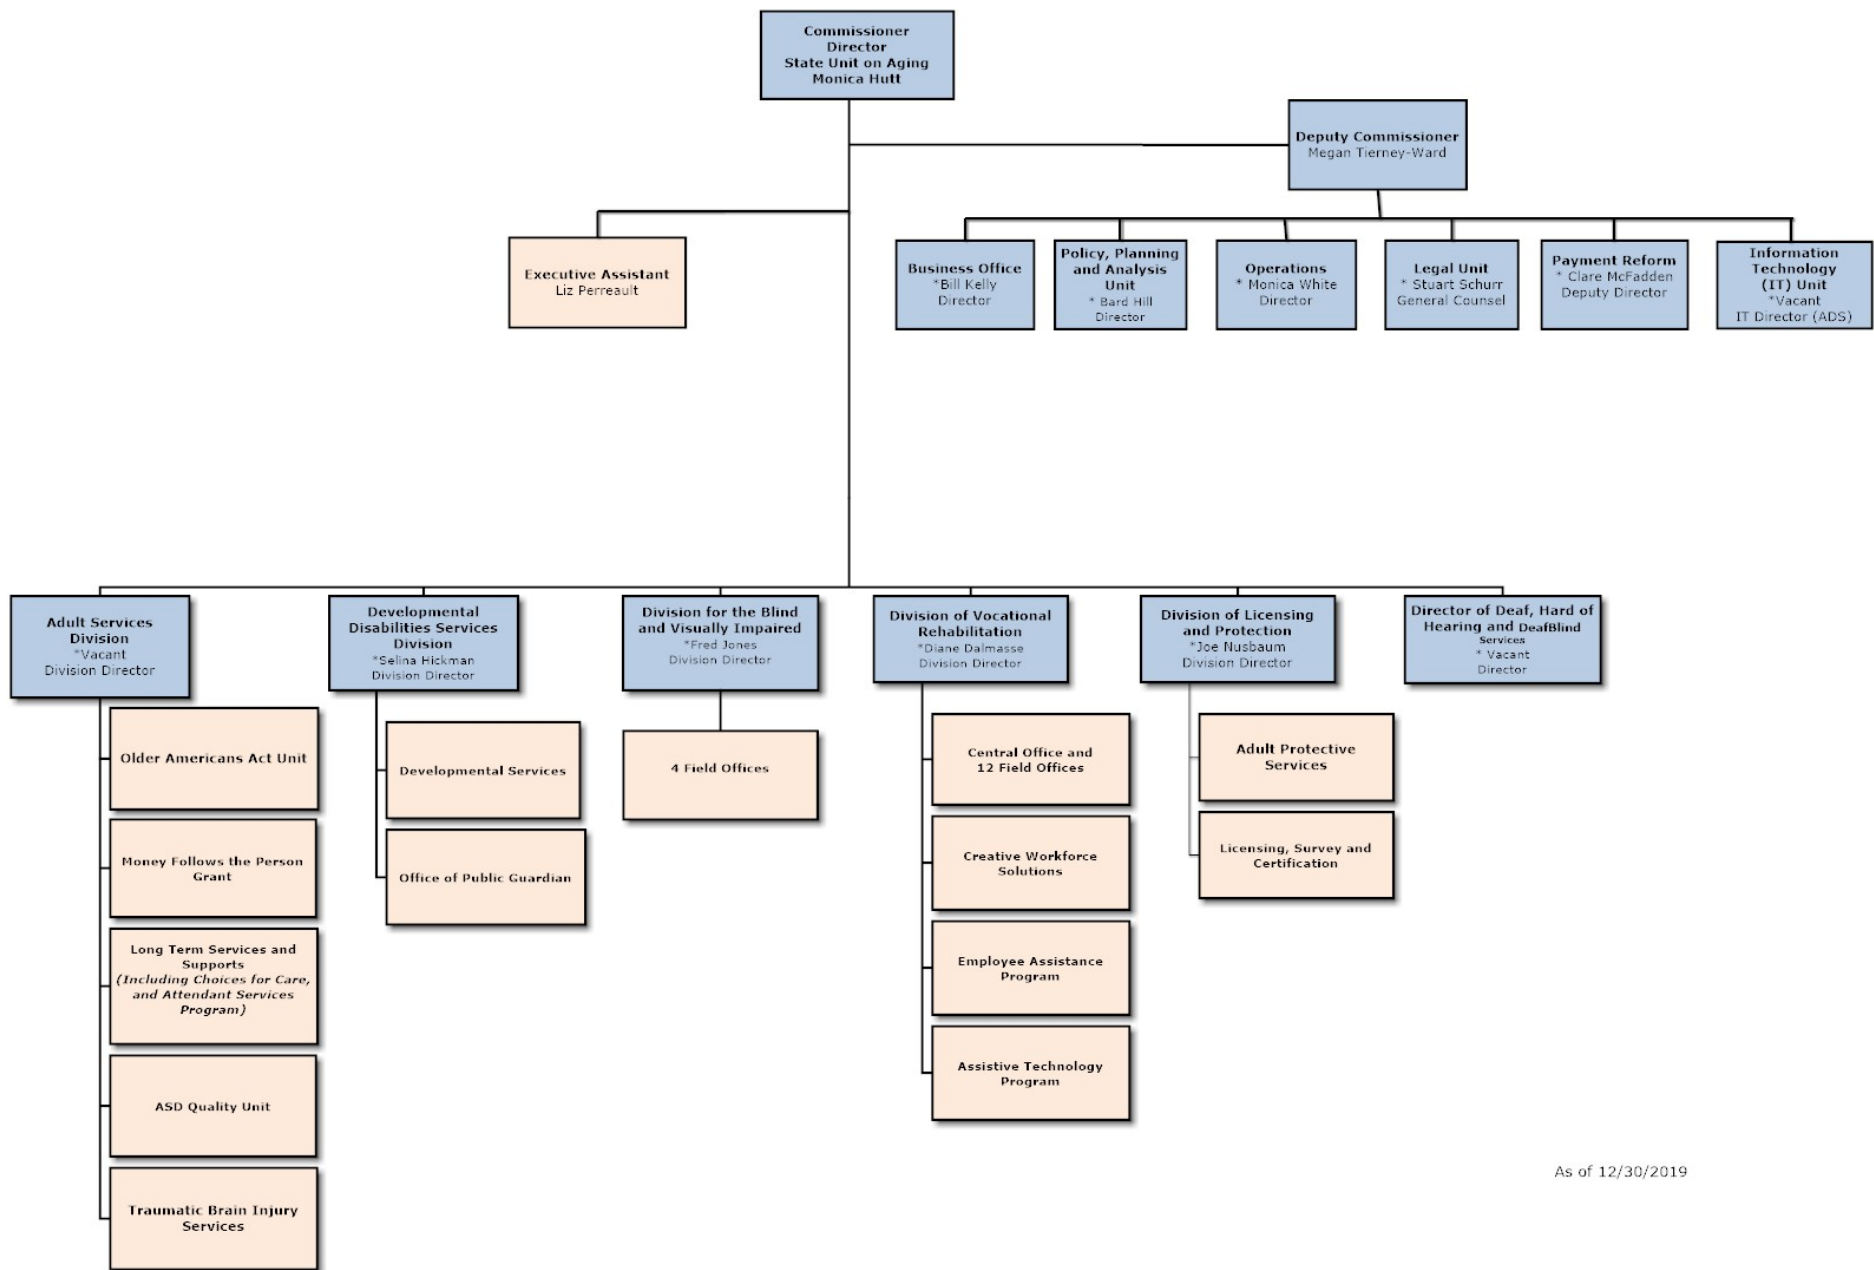 Commissioner
Director
State Unit on Aging
Monica Hutt
Deputy Commissioner
Megan Tierney-Ward
Executive Assistant
Liz Perreault
Business Office
*Bill Kelly
Director
Policy, Planning
and Analysis
Unit
* Bard Hill
Director
Operations
* Monica White
Director
Legal Unit
* Stuart Schurr
General Counsel
Payment Reform
* Clare McFadden
Deputy Director
Information
Technology
(IT) Unit
*Vacant
IT Director (ADS)
Adult Services
Division
*Vacant
Division Director
Developmental
Disabilities Services
Division
*Selina Hickman
Division Director
Division for the Blind
and Visually Impaired
*Fred Jones
Division Director
Division of Vocational
Rehabilitation
*Diane Dalmasse
Division Director
Division of Licensing
and Protection
*Joe Nusbaum
Division Director
Director of Deaf, Hard of
Hearing and DeafBlind
Services
* Vacant
Director
Older Americans Act Unit
Money Follows the Person
Grant
Long Term Services and
Supports
(Including Choices for Care,
and Attendant Services
Program)
ASD Quality Unit
Traumatic Brain Injury
Services
Developmental Services
Office of Public Guardian
4 Field Offices
Central Office and
12 Field Offices
Creative Workforce
Solutions
Employee Assistance
Program
Assistive Technology
Program
Adult Protective
Services
Licensing, Survey and
Certification
As of 12/30/2019